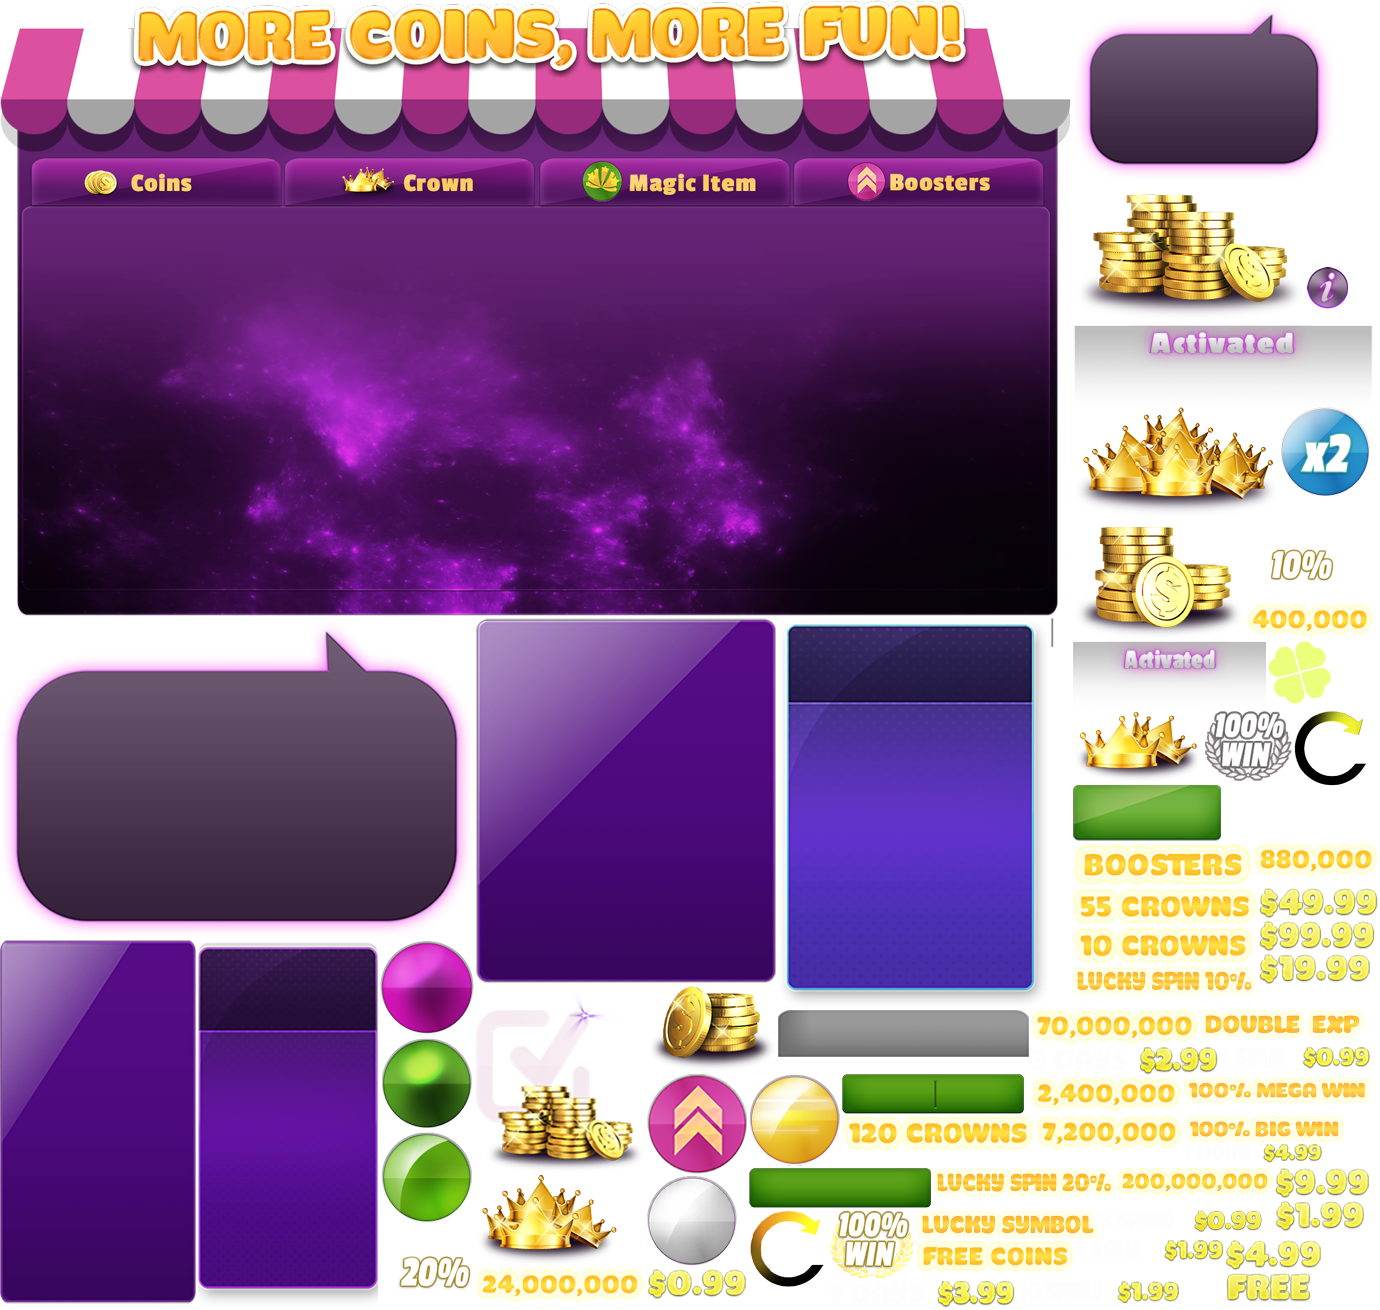 MORE COINS, MORE FUN!
Coins
Crown
Magic Item
Boosters
i
Activated
x2
10%
400,000
Activated
100%
WIN
BOOSTERS
880,000
55 CROWNS
$49.99
10 CROWNS
$99.99
LUCKY SPIN 10%
$19.99
70,000,000
DOUBLE EXP
$2.99
$0.99
2,400,000
100% MEGA WIN
120 CROWNS
7,200,000
100% BIG WIN
$4.99
LUCKY SPIN 20%
200,000,000
$9.99
100%
WIN
LUCKY SYMBOL
$0.99
$1.99
FREE COINS
$1.99
$4.99
20%
24,000,000
$0.99
$3.99
$1.99
FREE